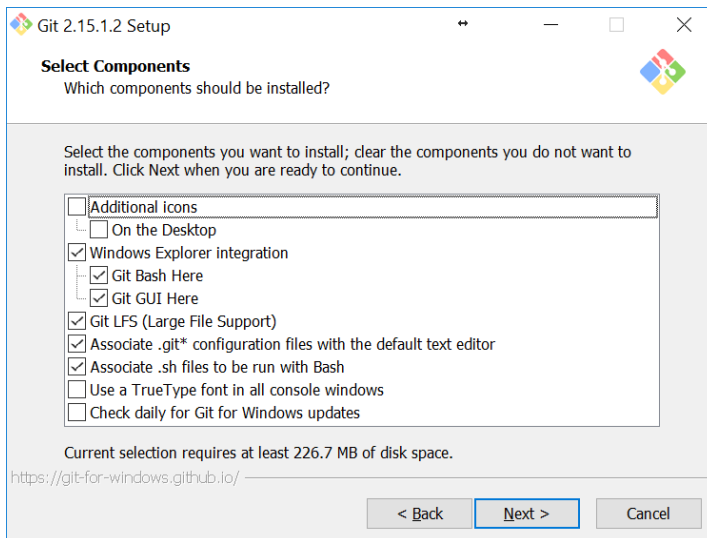 Git 2.15.1.2 Setup
Select Components
Which components should be installed?
Select the components you want to install; clear the components you do not want to
install. Click Next when you are ready to continue.
Additional icons
On the Desktop
Windows Explorer integration
Git Bash Here
Git GUI Here
Git LFS (Large File Support)
Associate .git* configuration files with the default text editor
Associate .sh files to be run with Bash
Use a TrueType font in all console windows
Check daily for Git for Windows updates
Current selection requires at least 226.7 MB of disk space.
https://git-for-windows.github.io/
< Back Next > Cancel